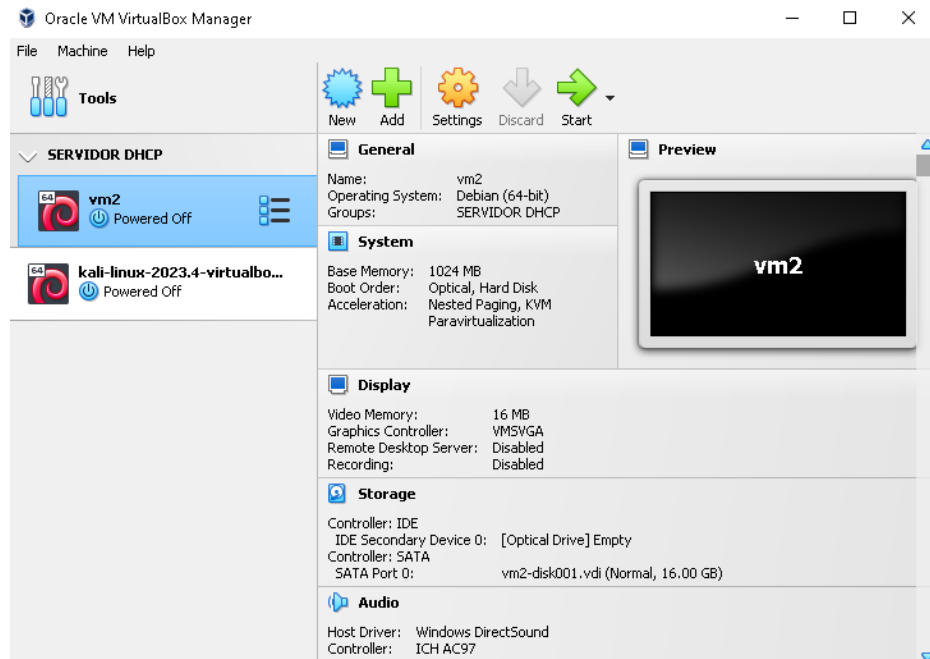 Oracle VM VirtualBox Manager
File Machine Help
Tools
New Add Settings Discard Start
SERVIDOR DHCP
64
vm2
Powered Off
64
kali-linux-2023.4-virtualbo...
Powered Off
General
Name: vm2
Operating System: Debian (64-bit)
Groups: SERVIDOR DHCP
System
Base Memory: 1024 MB
Boot Order: Optical, Hard Disk
Acceleration: Nested Paging, KVM
Paravirtualization
Preview
vm2
Display
Video Memory: 16 MB
Graphics Controller: VMSVGA
Remote Desktop Server: Disabled
Recording: Disabled
Storage
Controller: IDE
IDE Secondary Device 0: [Optical Drive] Empty
Controller: SATA
SATA Port 0: vm2-disk001.vdi (Normal, 16.00 GB)
Audio
Host Driver: Windows DirectSound
Controller: ICH AC97